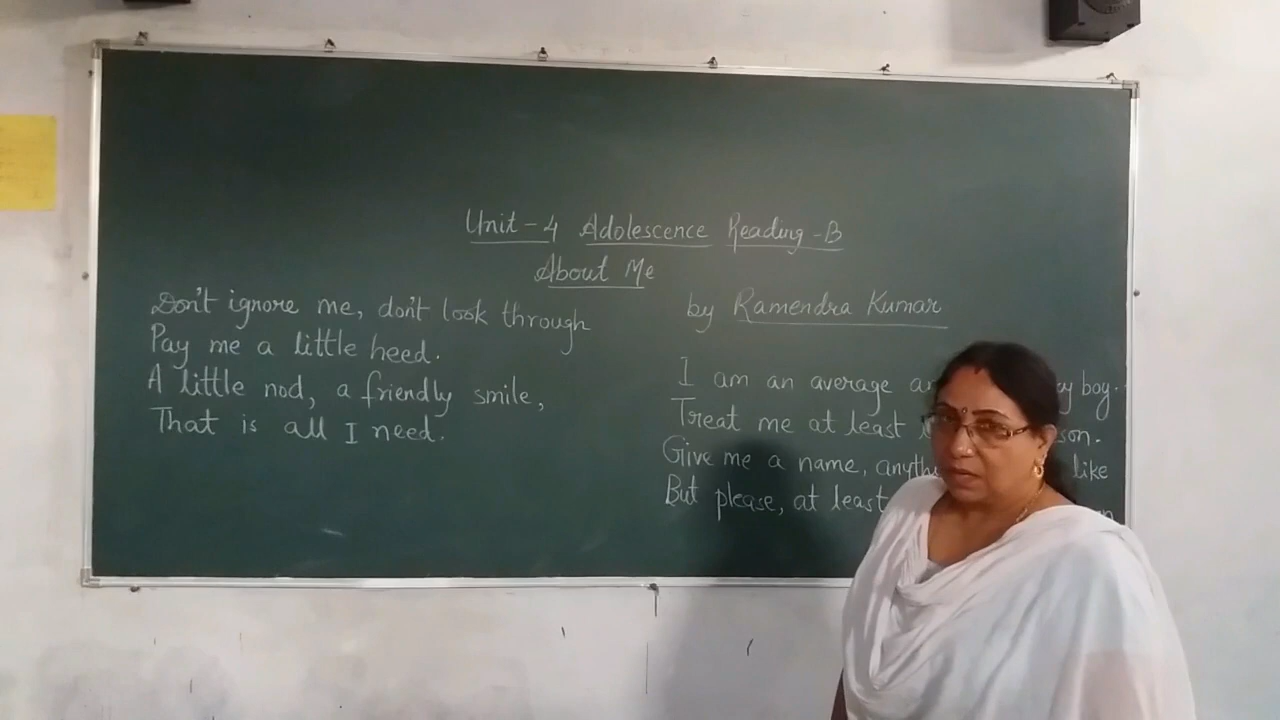 Unit - 4 Adolescence Reading - B
About Me
by Ramendra Kumar
Don't ignore me, don't look through
Pay me a little heed.
A little nod, a friendly smile,
That is all I need.
I am an average boy.
Treat me at least
Give me a name, like
But please, at least